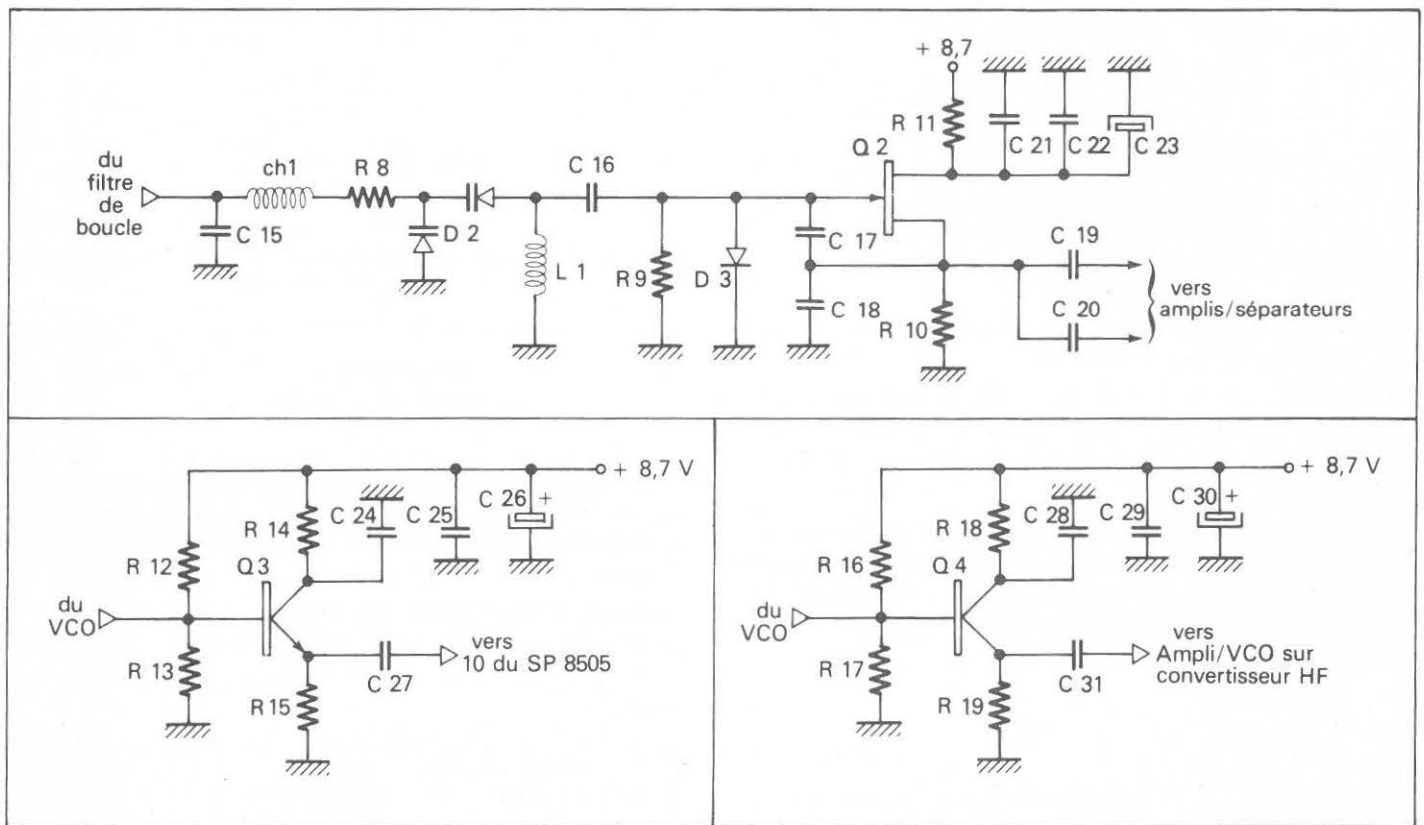 + 8,7
R 11
C 21
C 22
C 23
Q 2
du
filtre
de
boucle
ch1
R 8
C 16
C 15
D 2
L 1
R 9
D 3
C 17
C 18
R 10
C 19
C 20
vers
amplis/séparateurs
+ 8,7 V
R 14
C 24
C 25
C 26 +
R 12
Q 3
du
VCO
R 13
R 15
C 27
vers
10 du SP 8505
+ 8,7 V
R 18
C 28
C 29
C 30 +
R 16
Q 4
du
VCO
R 17
R 19
C 31
vers
Ampli/VCO sur
convertisseur HF